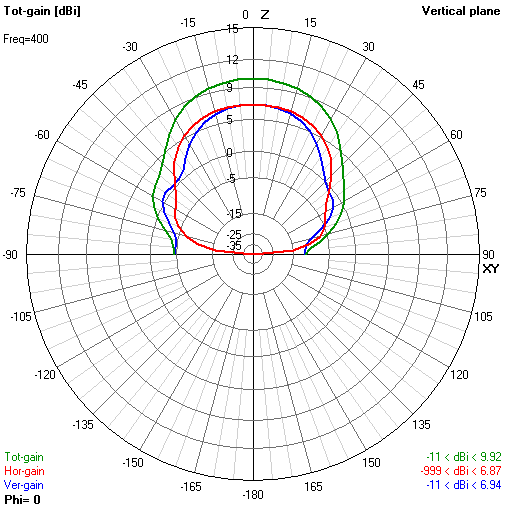 Tot-gain [dBi]
0 Z
Vertical plane
Freq=400
-15 15 15
-30 30
12
-45 9 45
-60 5 60
0
-75 -5 75
-15
-25
-35
-90 90
XY
-105 105
-120 120
-135 135
-150 150
-165 165
-180
Tot-gain -11 < dBi < 9.92
Hor-gain -999 < dBi < 6.87
Ver-gain -11 < dBi < 6.94
Phi= 0